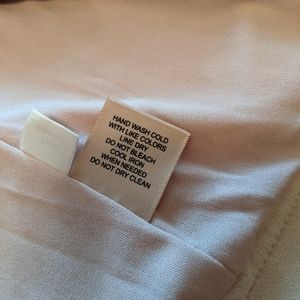 HAND WASH COLD
WITH LIKE COLORS
LINE DRY
DO NOT BLEACH
COOL IRON
WHEN NEEDED
DO NOT DRY CLEAN